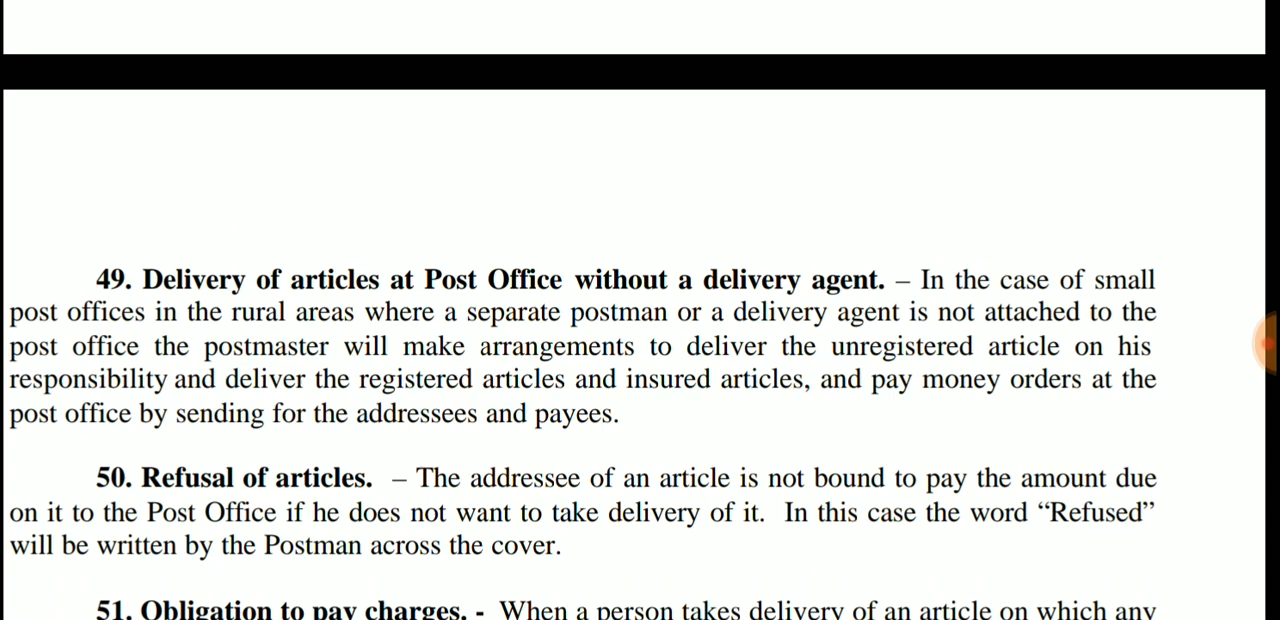 49. Delivery of articles at Post Office without a delivery agent. – In the case of small
post offices in the rural areas where a separate postman or a delivery agent is not attached to the
post office the postmaster will make arrangements to deliver the unregistered article on his
responsibility and deliver the registered articles and insured articles, and pay money orders at the
post office by sending for the addressees and payees.
50. Refusal of articles. – The addressee of an article is not bound to pay the amount due
on it to the Post Office if he does not want to take delivery of it. In this case the word “Refused”
will be written by the Postman across the cover.
51. Obligation to pay charges. - When a person takes delivery of an article on which any